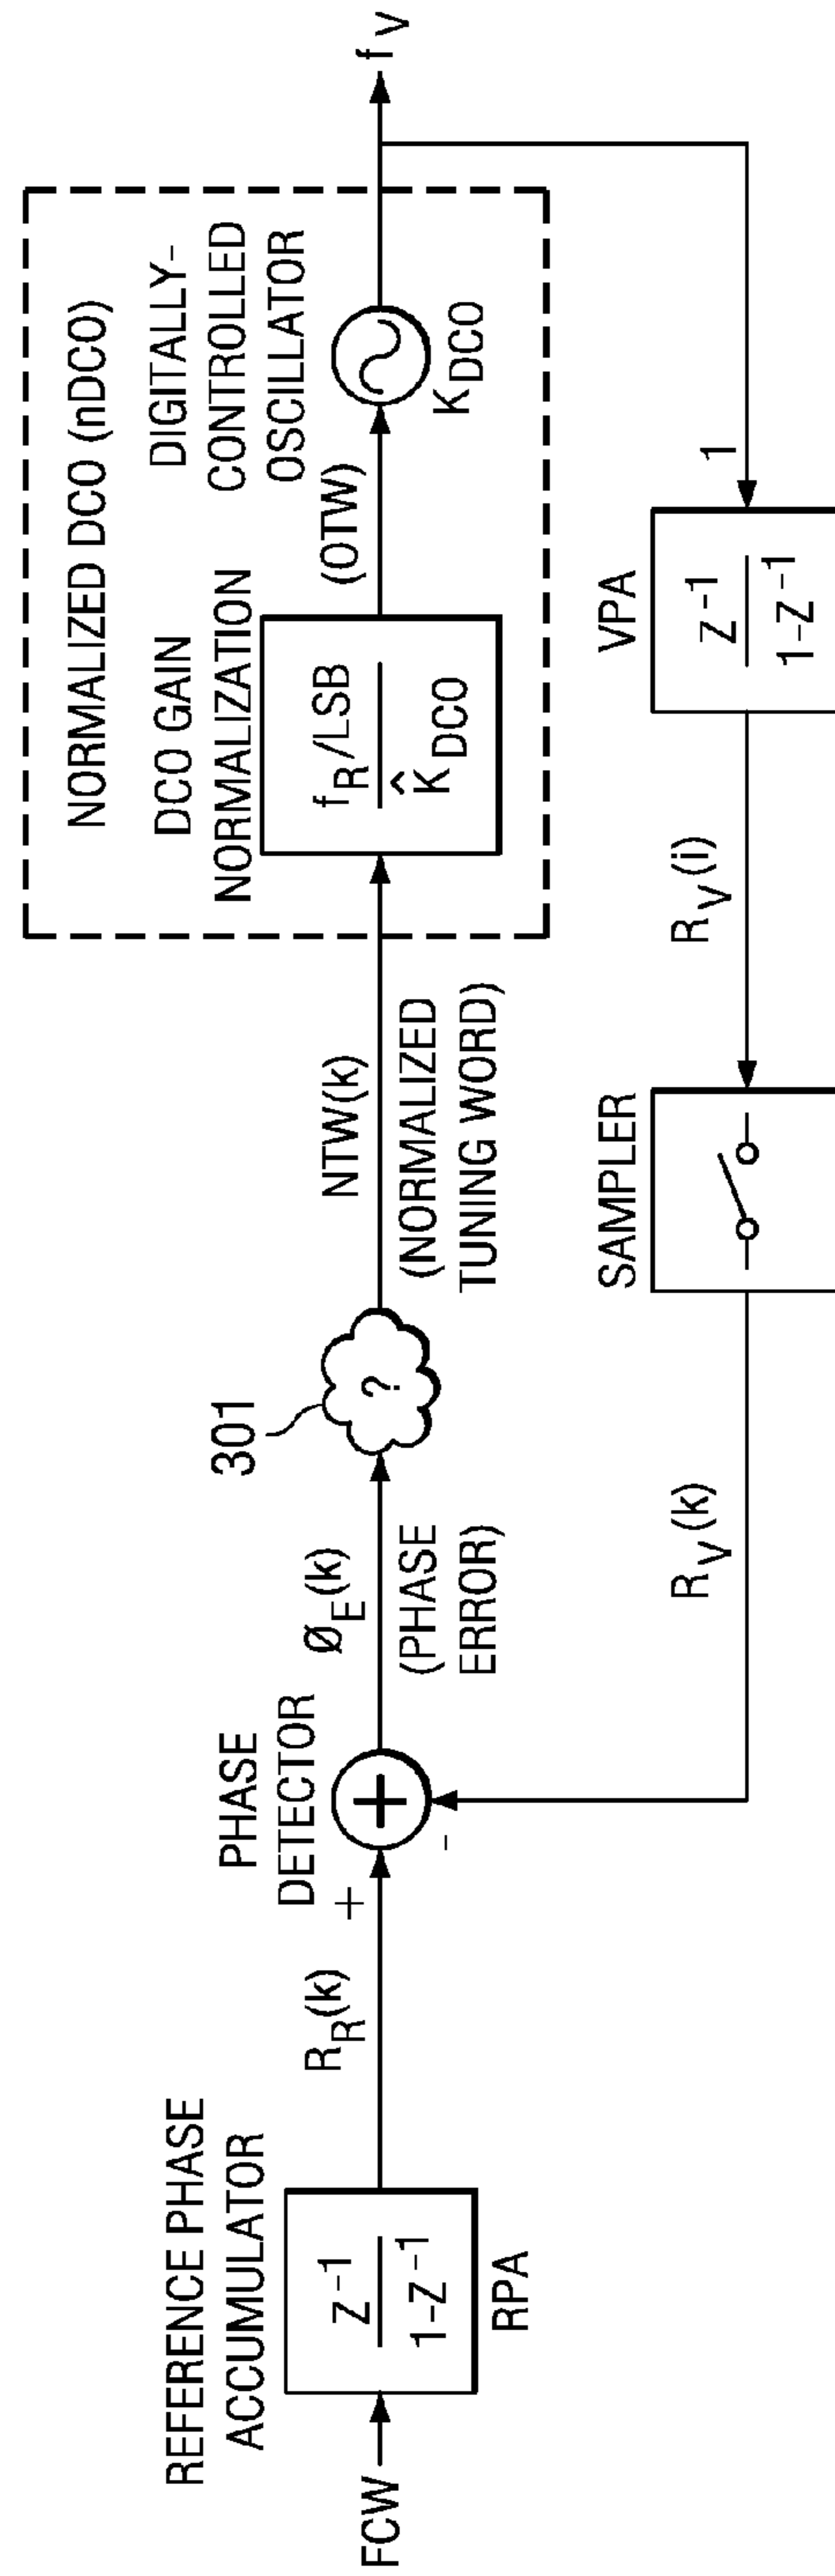 FCW
REFERENCE PHASE
ACCUMULATOR
Z⁻¹
1-Z⁻¹
RPA
R_R(k)
+
PHASE
DETECTOR
+
-
Ø_E(k)
(PHASE
ERROR)
301
?
NTW(k)
(NORMALIZED
TUNING WORD)
NORMALIZED DCO (nDCO)
DCO GAIN
NORMALIZATION
f_R/LSB
K̂_DCO
(OTW)
DIGITALLY-
CONTROLLED
OSCILLATOR
K_DCO
f_V
1
VPA
Z⁻¹
1-Z⁻¹
R_V(i)
SAMPLER
R_V(k)